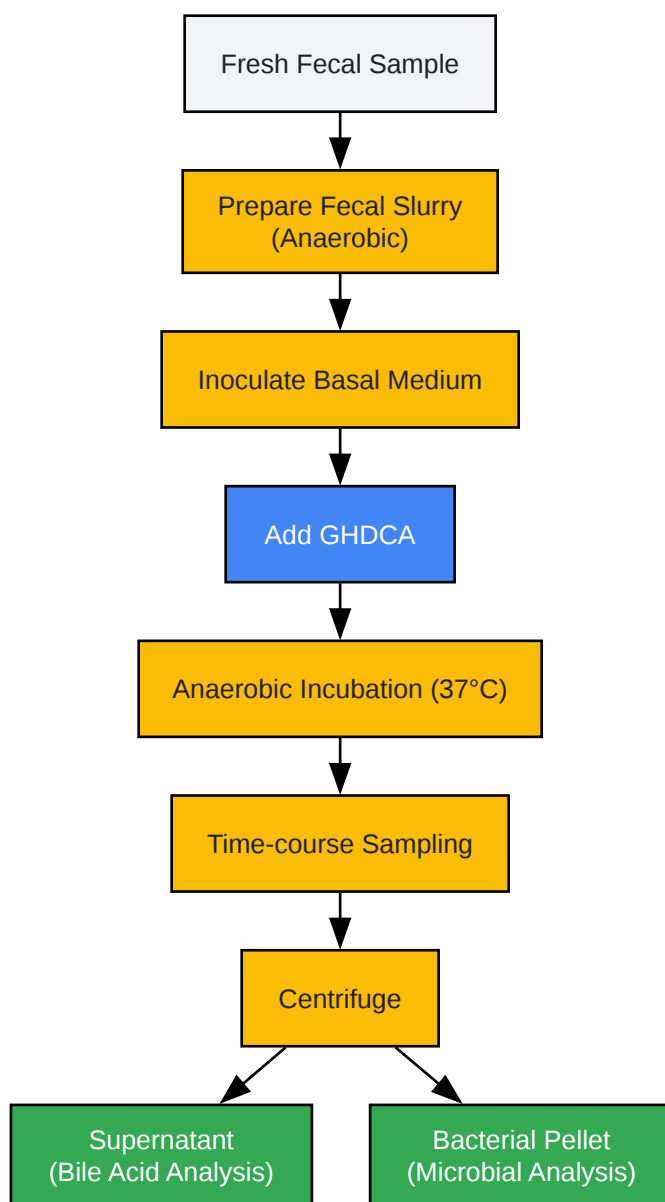 Fresh Fecal Sample
Prepare Fecal Slurry
(Anaerobic)
Inoculate Basal Medium
Add GHDCA
Anaerobic Incubation (37°C)
Time-course Sampling
Centrifuge
Supernatant
(Bile Acid Analysis)
Bacterial Pellet
(Microbial Analysis)